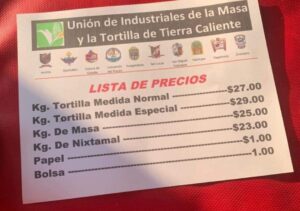 Unión de Industriales de la Masa
y la Tortilla de Tierra Caliente
LISTA DE PRECIOS
Kg. Tortilla Medida Normal --------------$27.00
Kg. Tortilla Medida Especial -------------$29.00
Kg. De Masa ------------------------------$25.00
Kg. De Nixtamal --------------------------$23.00
Papel --------------------------------------$1.00
Bolsa ---------------------------------------1.00